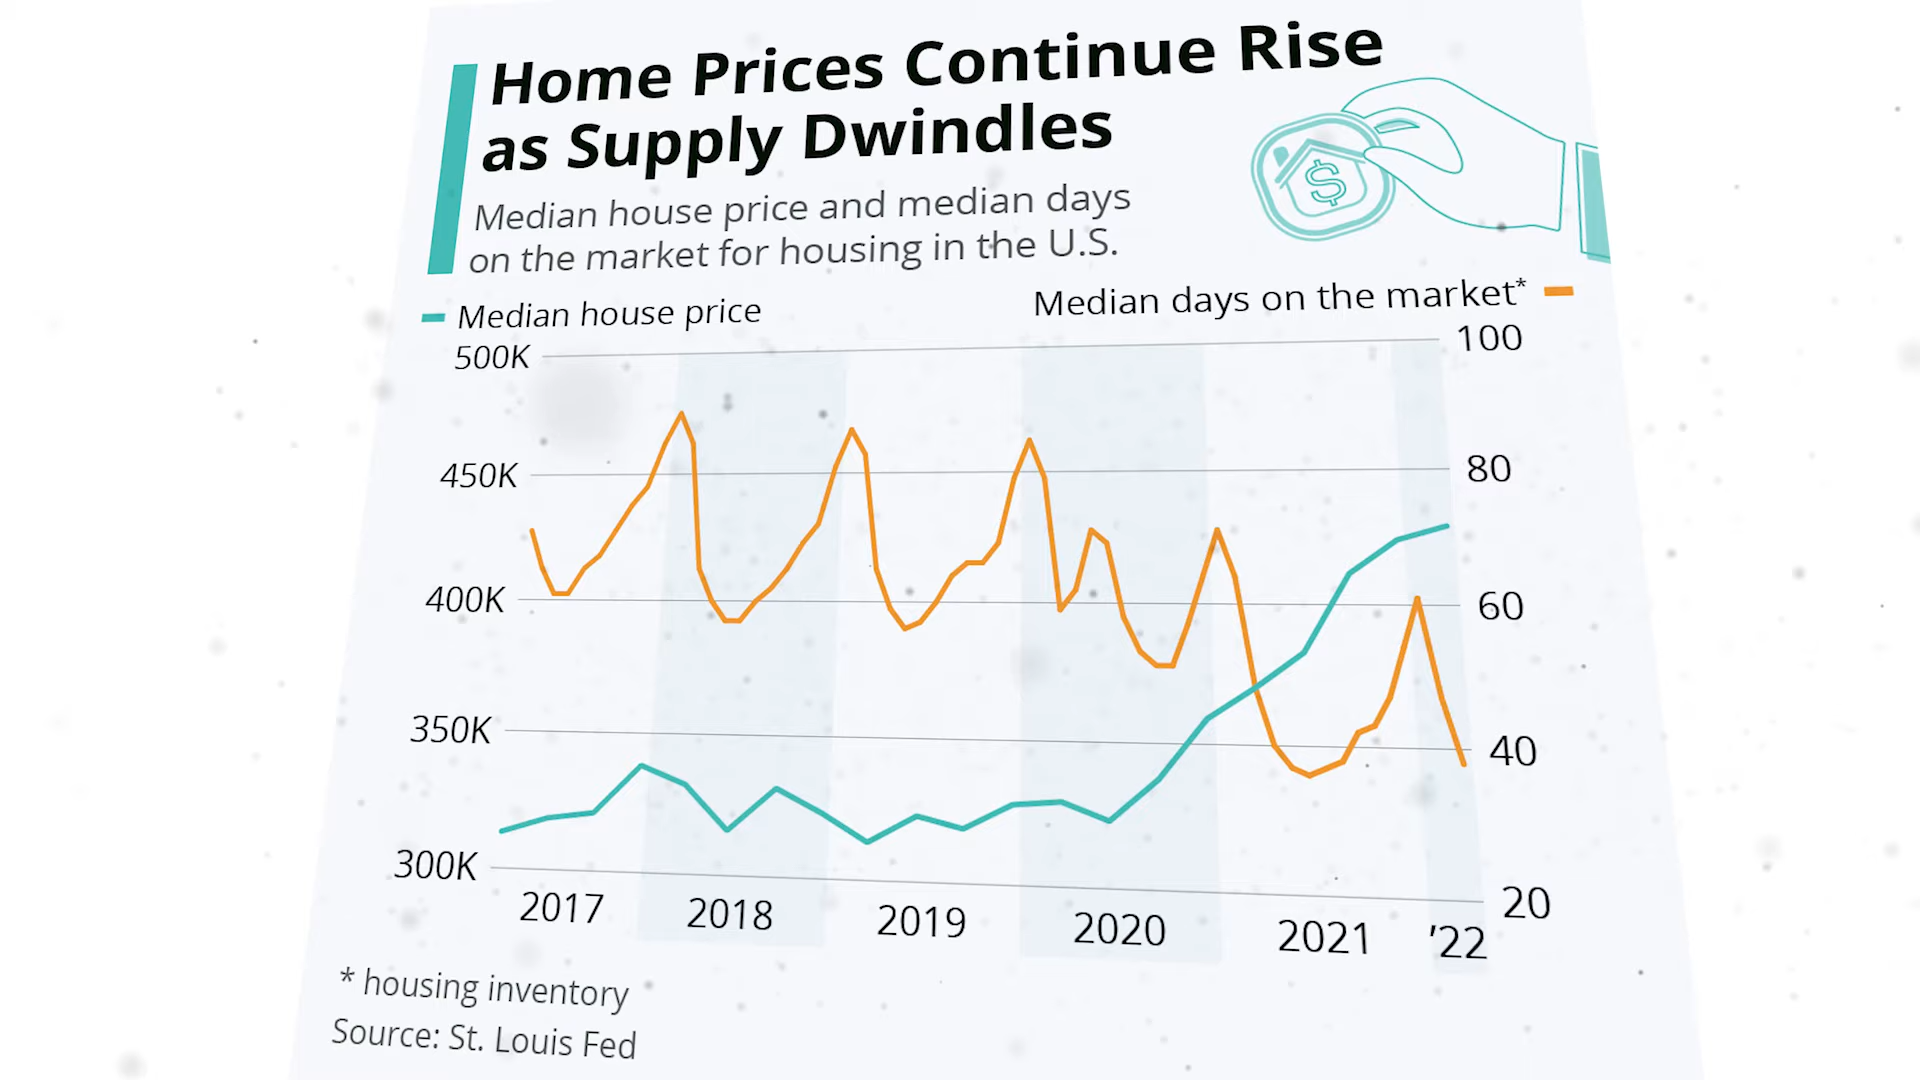 Home Prices Continue Rise
as Supply Dwindles
Median house price and median days
on the market for housing in the U.S.
Median house price
Median days on the market*
500K
100
450K
80
400K
60
350K
40
300K
20
2017
2018
2019
2020
2021
'22
* housing inventory
Source: St. Louis Fed
$